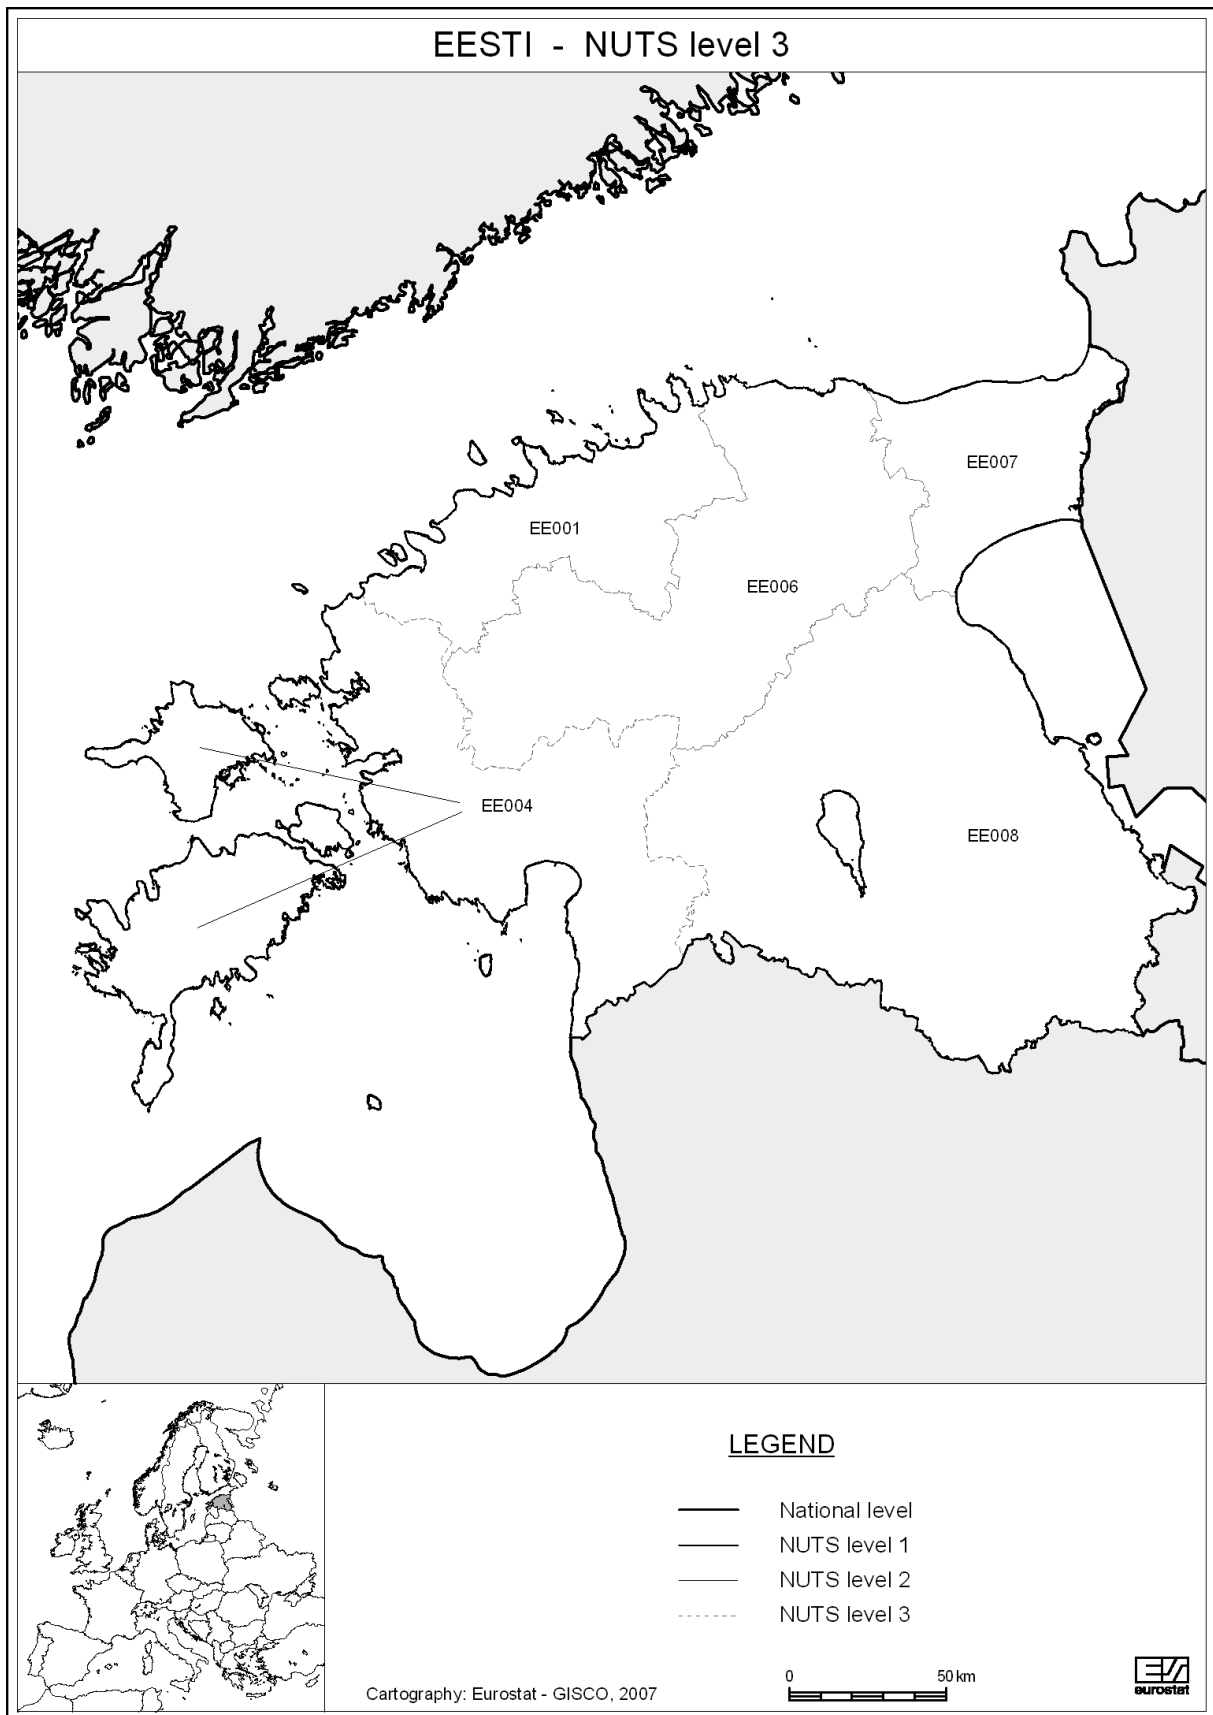 EESTI - NUTS level 3
EE007
EE001
EE006
EE004
EE008
LEGEND
National level
NUTS level 1
NUTS level 2
NUTS level 3
0 50 km
Cartography: Eurostat - GISCO, 2007
eurostat